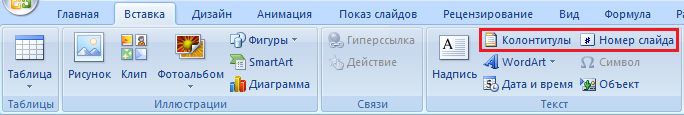 Главная Вставка Дизайн Анимация Показ слайдов Рецензирование Вид Формула
Таблица
Таблицы
Рисунок Клип Фотоальбом
Фигуры
SmartArt
Диаграмма
Иллюстрации
Гиперссылка
Действие
Связи
Надпись
Колонтитулы # Номер слайда
WordArt Ω Символ
Дата и время Объект
Текст